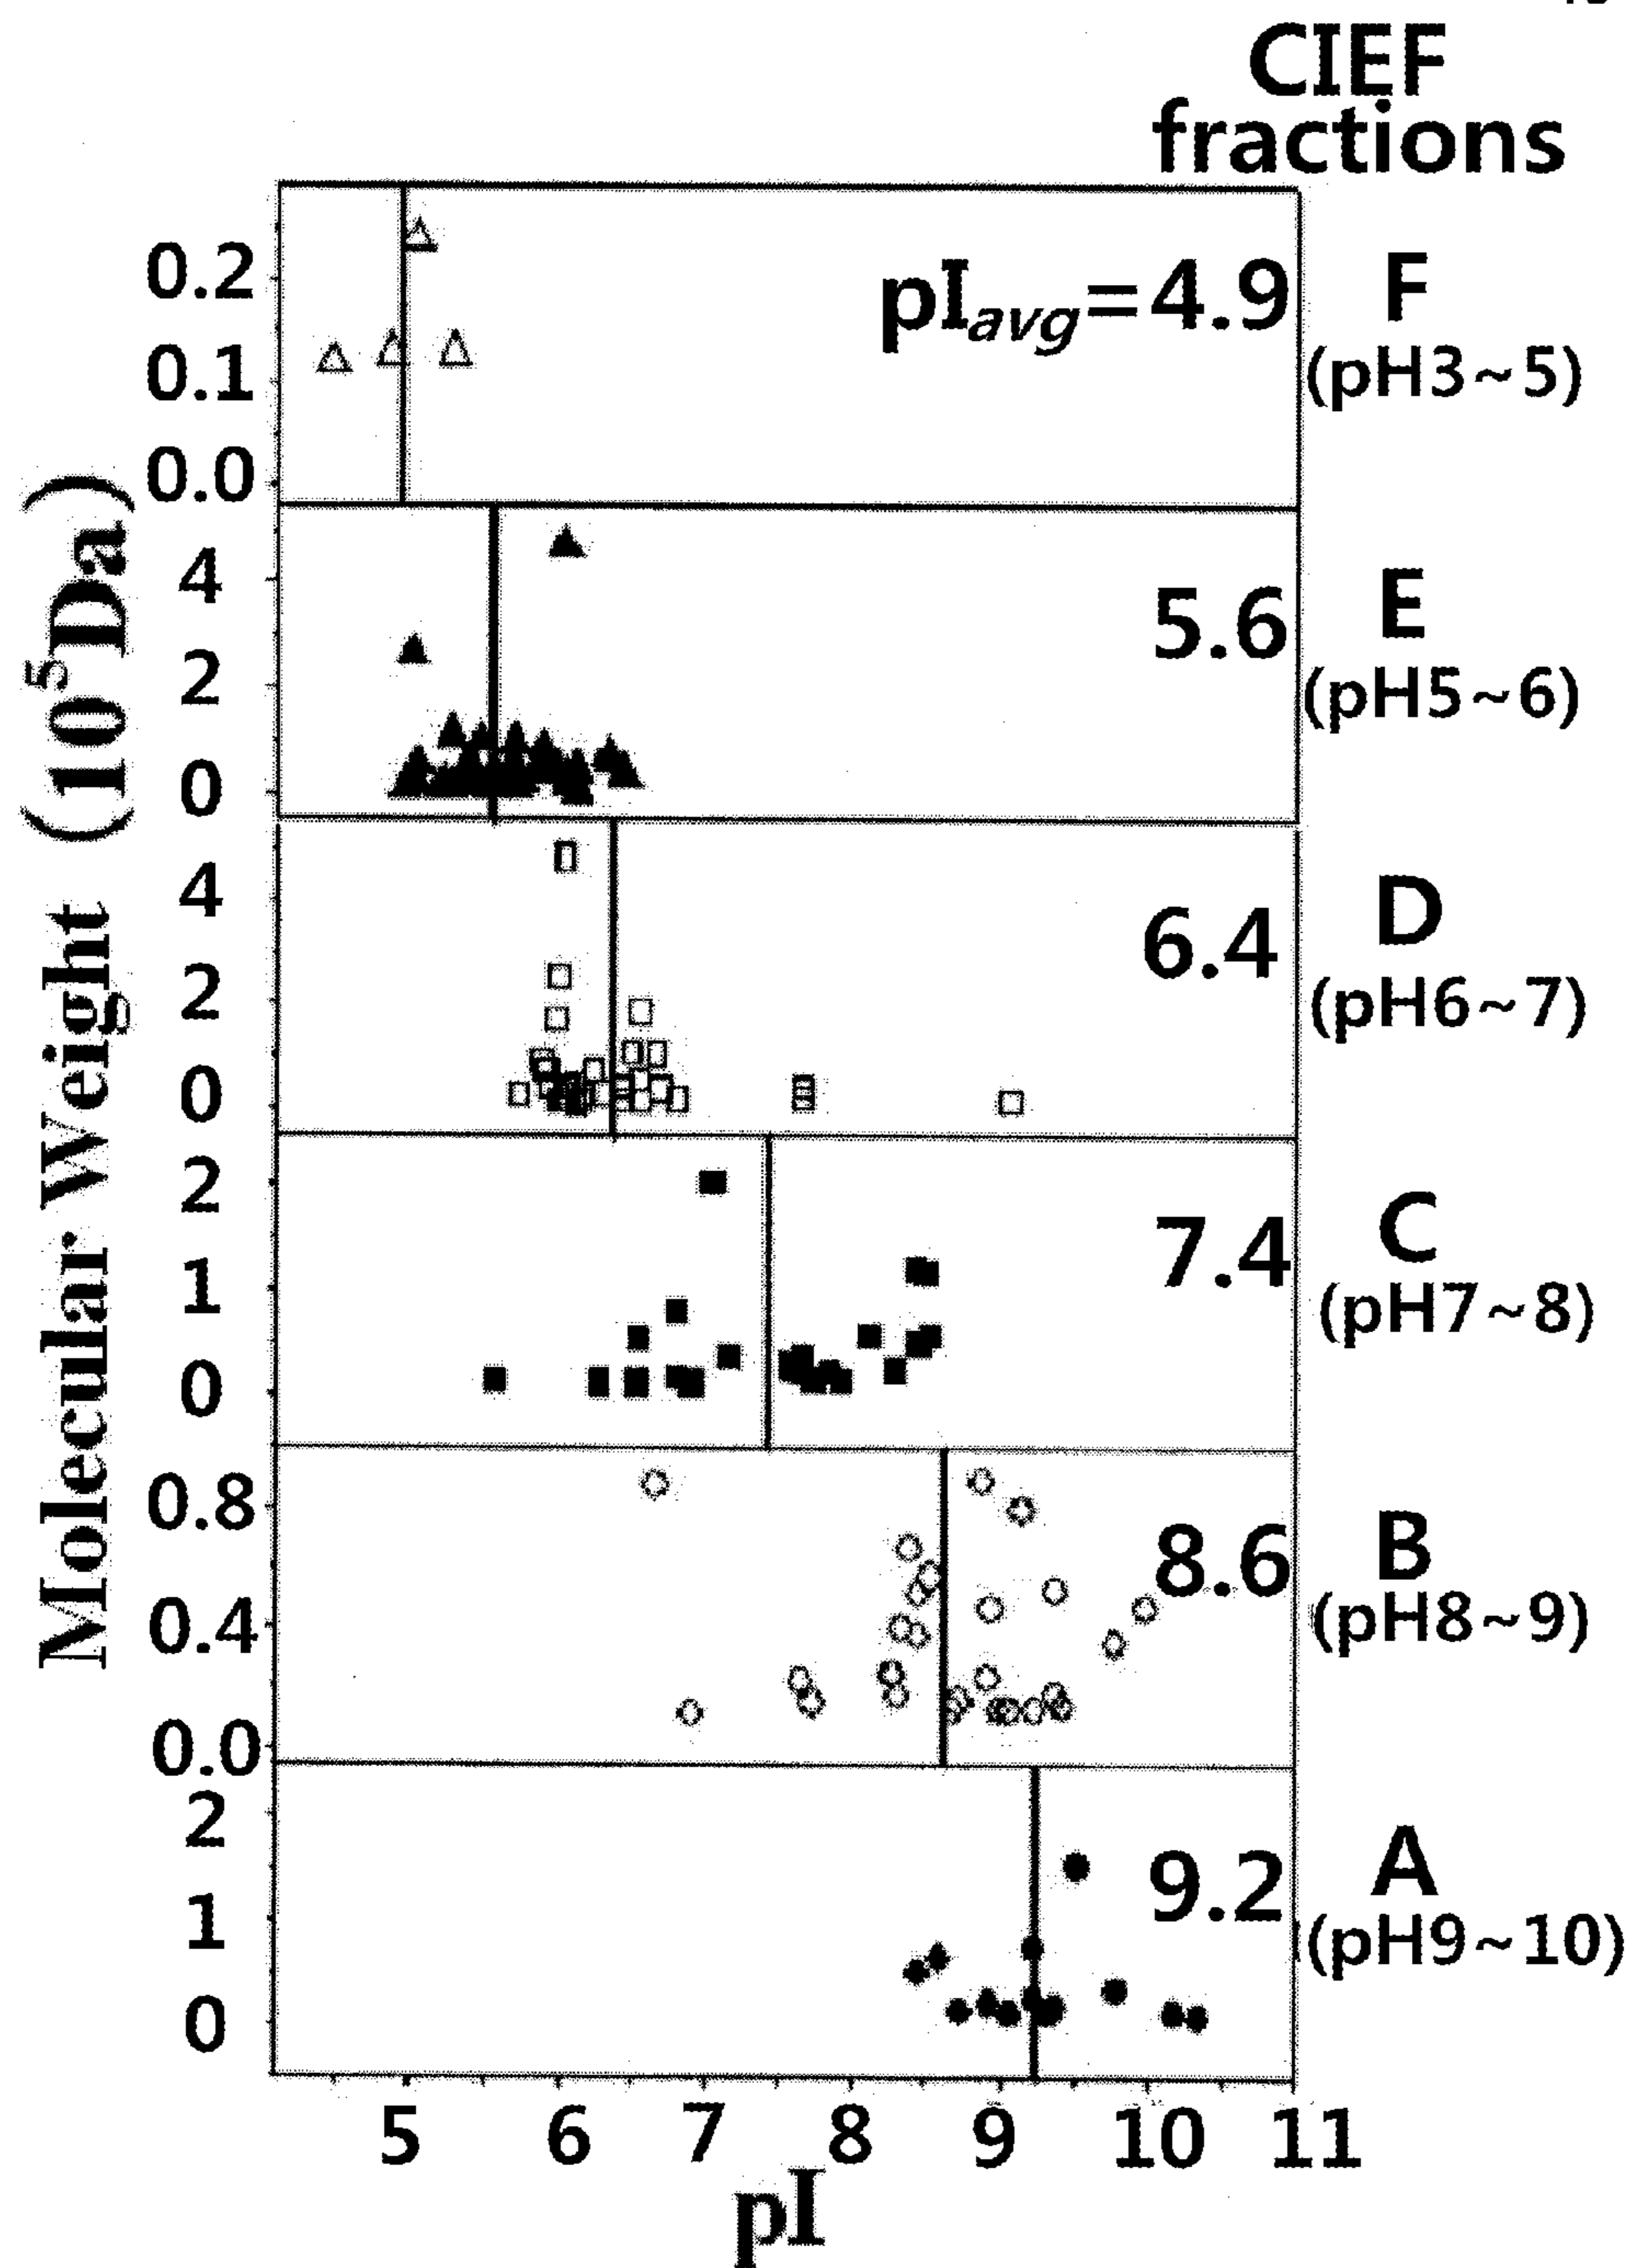 CIEF
fractions
0.2
0.1
0.0
pIavg=4.9
F
(pH3~5)
4
2
0
5.6
E
(pH5~6)
4
2
0
6.4
D
(pH6~7)
2
1
0
7.4
C
(pH7~8)
0.8
0.4
0.0
8.6
B
(pH8~9)
2
1
0
9.2
A
(pH9~10)
Molecular Weight (10⁵Da)
5 6 7 8 9 10 11
pI